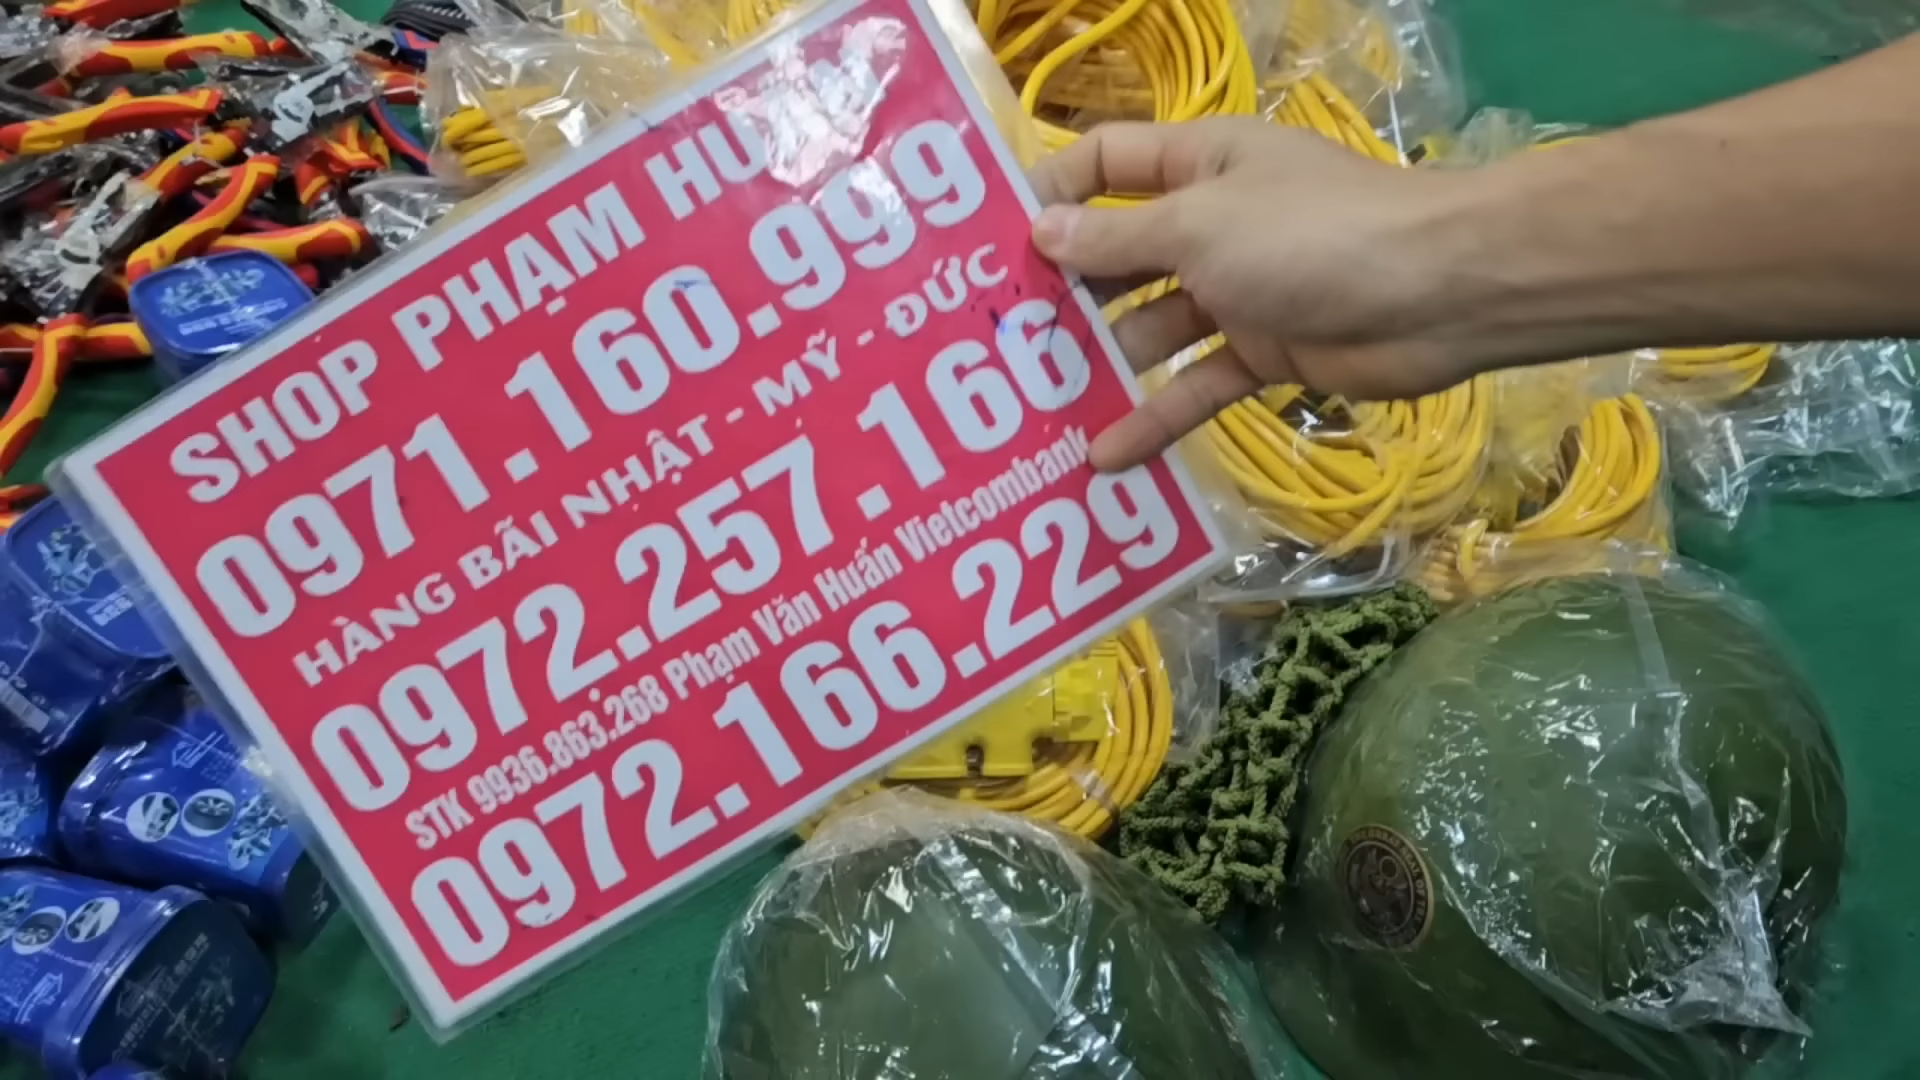 SHOP PHẠM HUẤN
0971.160.999
HÀNG BÃI NHẬT - MỸ - ĐỨC
0972.257.166
STK 9936.863.268 Phạm Văn Huấn Vietcombank
0972.166.229